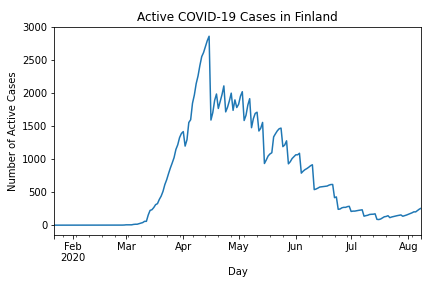 Active COVID-19 Cases in Finland
Number of Active Cases
3000
2500
2000
1500
1000
500
0
Feb Mar Apr May Jun Jul Aug
2020
Day